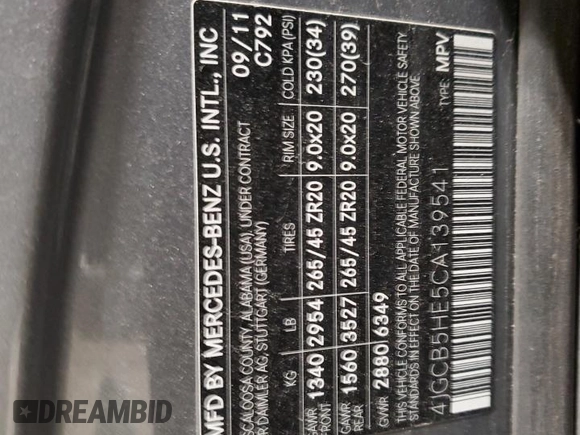 MFD BY MERCEDES-BENZ U.S. INTL., INC
SCALOOSA COUNTY, ALABAMA (USA), UNDER CONTRACT 09/11
R DAIMLER AG, STUTTGART (GERMANY) C792
KG LB TIRES RIM SIZE COLD KPA (PSI)
GAWR FRONT 1340 2954 265/45 ZR20 9.0x20 230(34)
GAWR REAR 1560 3527 265/45 ZR20 9.0x20 270(39)
GVWR 2880 6349
THIS VEHICLE CONFORMS TO ALL APPLICABLE FEDERAL MOTOR VEHICLE SAFETY
STANDARDS IN EFFECT ON THE DATE OF MANUFACTURE SHOWN ABOVE.
4JGCB5HE5CA139541 TYPE: MPV
DREAMBID